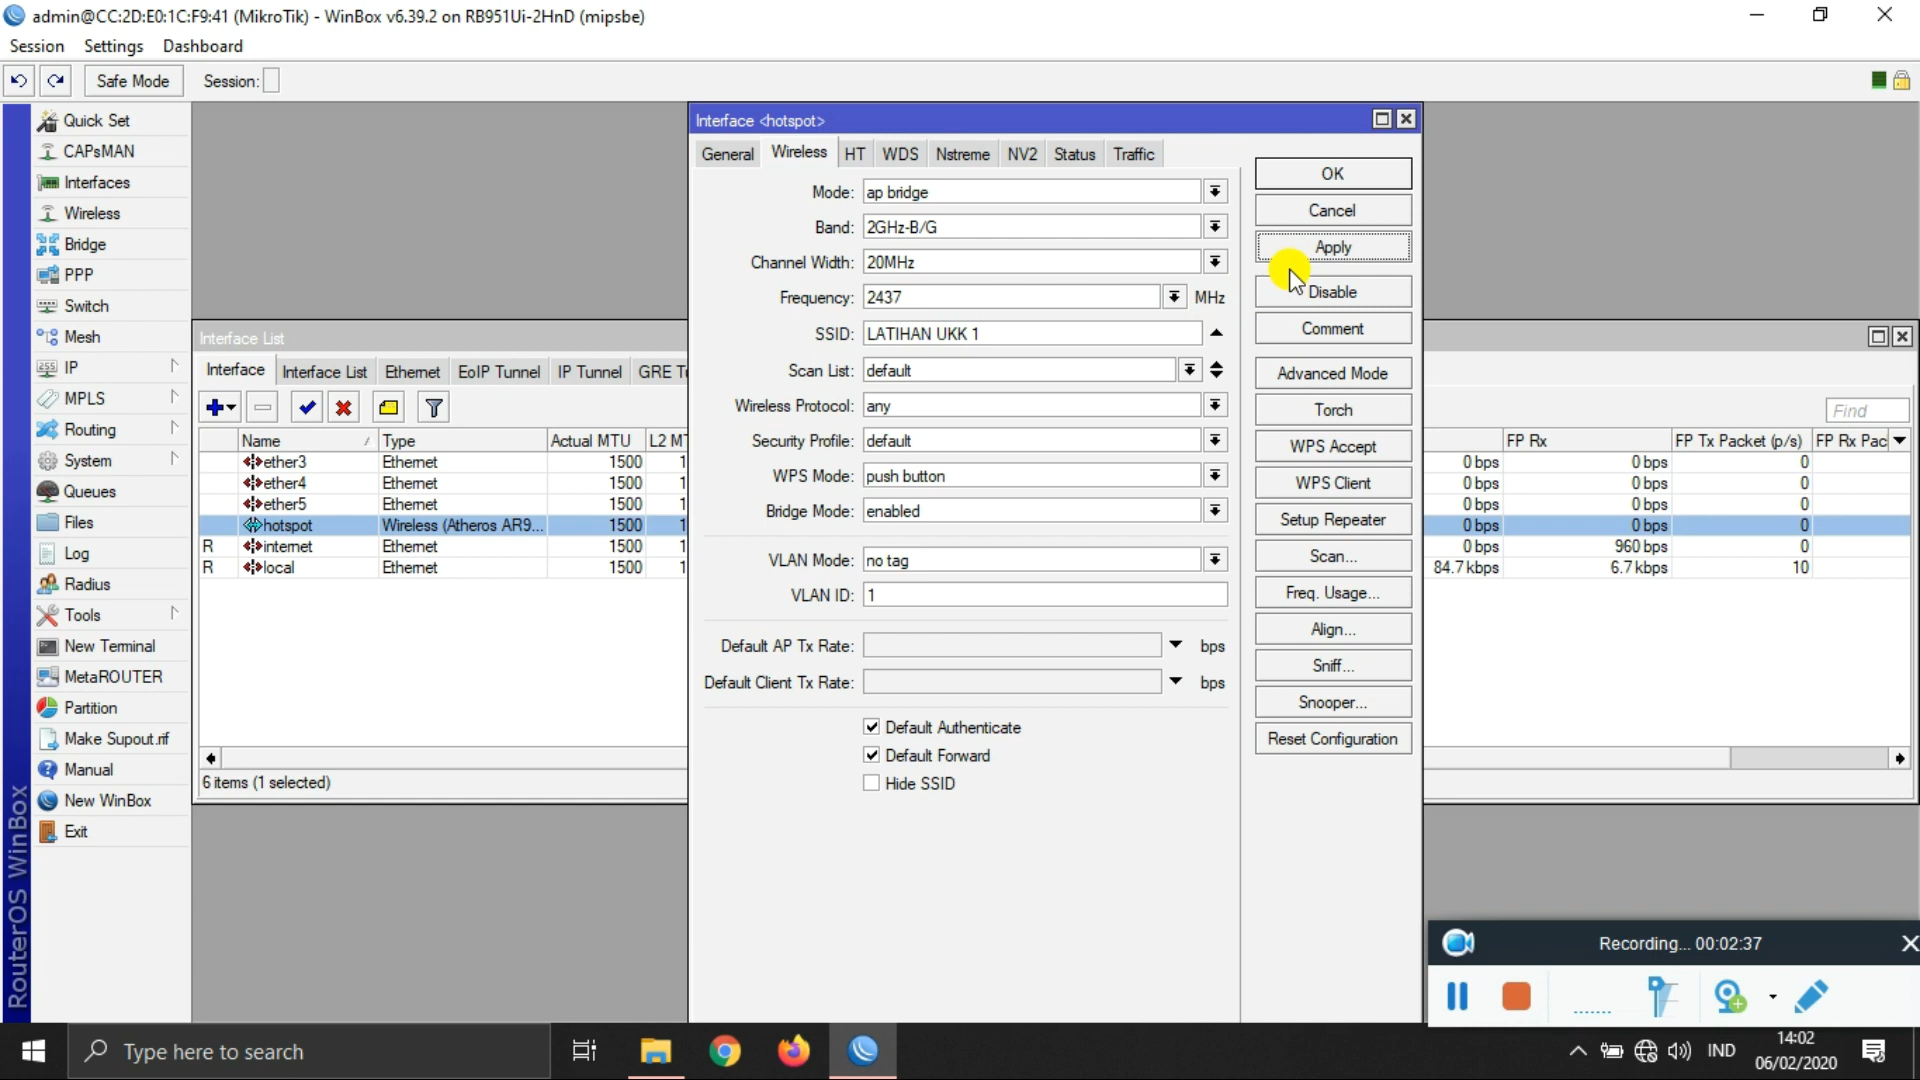 admin@CC:2D:E0:1C:F9:41 (MikroTik) - WinBox v6.39.2 on RB951Ui-2HnD (mipsbe)
Session Settings Dashboard
Safe Mode Session:
Quick Set
CAPsMAN
Interfaces
Wireless
Bridge
PPP
Switch
Mesh
IP
MPLS
Routing
System
Queues
Files
Log
Radius
Tools
New Terminal
MetaROUTER
Partition
Make Supout.rif
Manual
New WinBox
Exit
RouterOS WinBox
Interface List
Interface Interface List Ethernet EoIP Tunnel IP Tunnel GRE Tu
Find
Name Type Actual MTU L2 MT FP Rx FP Tx Packet (p/s) FP Rx Pac
ether3 Ethernet 1500 1 0 bps 0 bps 0
ether4 Ethernet 1500 1 0 bps 0 bps 0
ether5 Ethernet 1500 1 0 bps 0 bps 0
hotspot Wireless (Atheros AR9... 1500 1 0 bps 0 bps 0
R internet Ethernet 1500 1 0 bps 960 bps 0
R local Ethernet 1500 1 84.7 kbps 6.7 kbps 10
6 items (1 selected)
Interface <hotspot>
General Wireless HT WDS Nstreme NV2 Status Traffic
Mode: ap bridge
Band: 2GHz-B/G
Channel Width: 20MHz
Frequency: 2437 MHz
SSID: LATIHAN UKK 1
Scan List: default
Wireless Protocol: any
Security Profile: default
WPS Mode: push button
Bridge Mode: enabled
VLAN Mode: no tag
VLAN ID: 1
Default AP Tx Rate: bps
Default Client Tx Rate: bps
Default Authenticate
Default Forward
Hide SSID
OK
Cancel
Apply
Disable
Comment
Advanced Mode
Torch
WPS Accept
WPS Client
Setup Repeater
Scan...
Freq. Usage...
Align...
Sniff...
Snooper...
Reset Configuration
Recording... 00:02:37
Type here to search
IND
14:02
06/02/2020